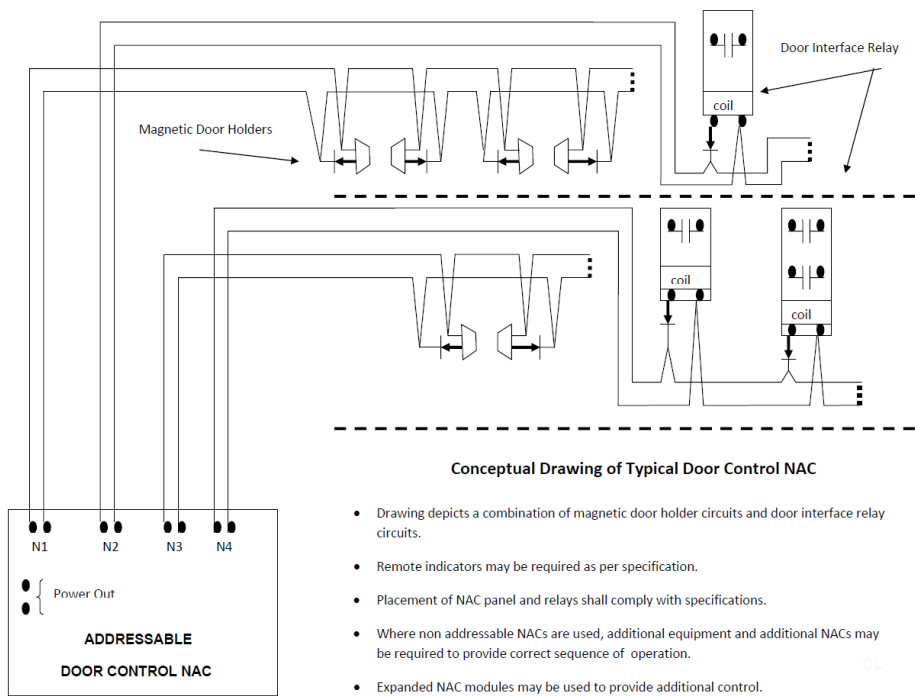 Door Interface Relay
coil
Magnetic Door Holders
coil
coil
Conceptual Drawing of Typical Door Control NAC
• Drawing depicts a combination of magnetic door holder circuits and door interface relay
circuits.
• Remote indicators may be required as per specification.
• Placement of NAC panel and relays shall comply with specifications.
• Where non addressable NACs are used, additional equipment and additional NACs may
be required to provide correct sequence of operation.
• Expanded NAC modules may be used to provide additional control.
N1 N2 N3 N4
Power Out
ADDRESSABLE
DOOR CONTROL NAC
CL